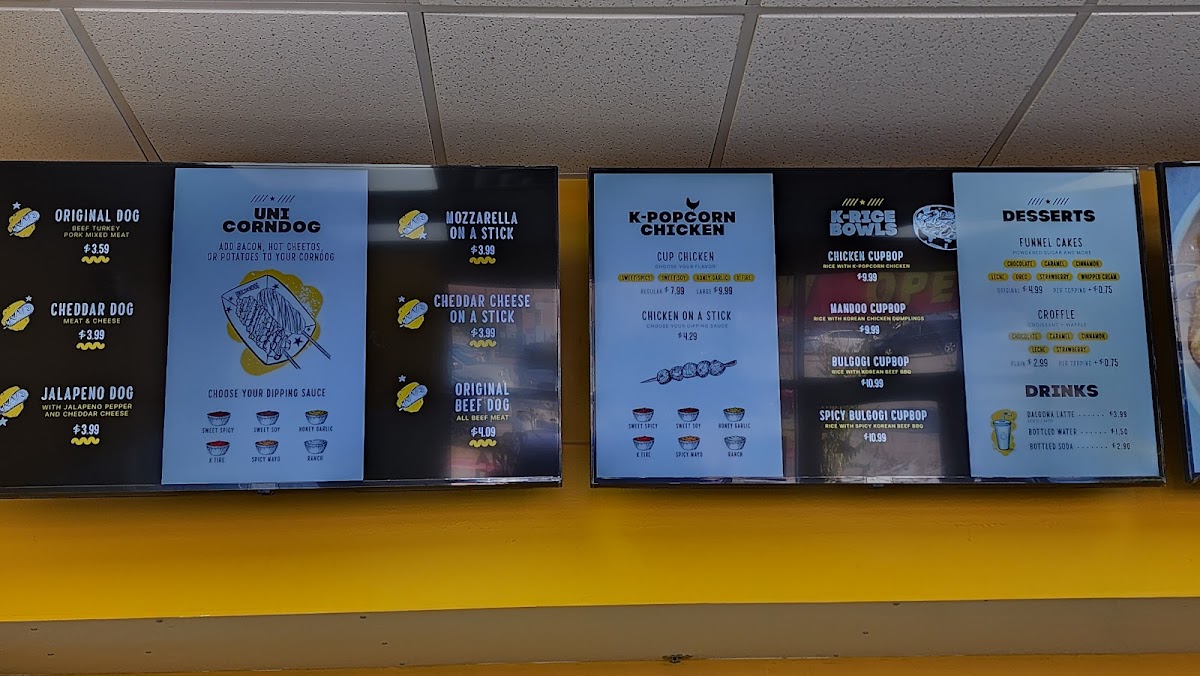 ORIGINAL DOG
BEEF TURKEY
PORK MIXED MEAT
$3.59
CHEDDAR DOG
MEAT & CHEESE
$3.99
JALAPENO DOG
WITH JALAPENO PEPPER
AND CHEDDAR CHEESE
$3.99
UNI
CORNDOG
ADD BACON, HOT CHETOS,
OR POTATOES TO YOUR CORNDOG
CHOOSE YOUR DIPPING SAUCE
SWEET SPICY SWEET SOY HONEY GARLIC
K FIRE SPICY MAYO RANCH
MOZZARELLA
ON A STICK
$3.99
CHEDDAR CHEESE
ON A STICK
$3.99
ORIGINAL
BEEF DOG
ALL BEEF MEAT
$4.09
K-POPCORN
CHICKEN
CUP CHICKEN
CHOOSE YOUR FLAVOR
SWEET SPICY SWEET SOY HONEY GARLIC K FIRE
REGULAR $7.99 LARGE $9.99
CHICKEN ON A STICK
CHOOSE YOUR DIPPING SAUCE
$4.29
SWEET SPICY SWEET SOY HONEY GARLIC
K FIRE SPICY MAYO RANCH
K-RICE
BOWLS
CHICKEN CUPBOP
RICE WITH K-POPCORN CHICKEN
$9.99
MANDOO CUPBOP
RICE WITH KOREAN CHICKEN DUMPLINGS
$9.99
BULGOGI CUPBOP
RICE WITH KOREAN BEEF BBQ
$10.99
SPICY BULGOGI CUPBOP
RICE WITH SPICY KOREAN BEEF BBQ
$10.99
OPE
DESSERTS
FUNNEL CAKES
POWDERED SUGAR AND MORE
CHOCOLATE CARAMEL CINNAMON
LECHE OREO STRAWBERRY WHIPPED CREAM
ORIGINAL $4.99 PER TOPPING +$0.75
CROFFLE
CROISSANT + WAFFLE
CHOCOLATE CARAMEL CINNAMON
LECHE STRAWBERRY
PLAIN $2.99 PER TOPPING +$0.75
DRINKS
DALGONA LATTE ...... $3.99
BOTTLED WATER ...... $1.50
BOTTLED SODA ....... $2.90